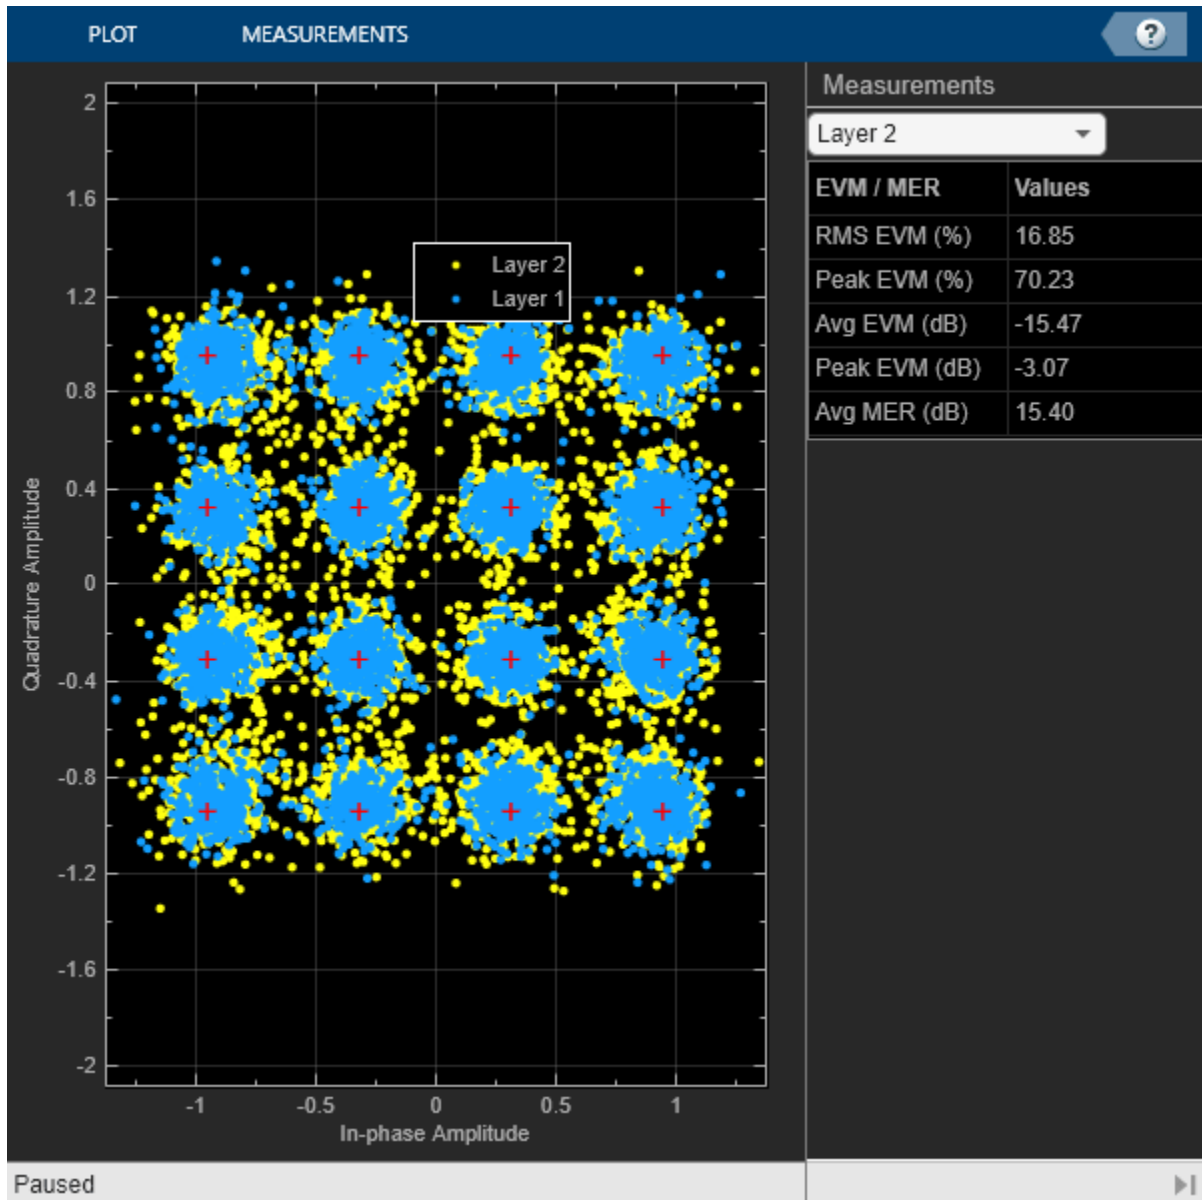 PLOT MEASUREMENTS ?
Measurements
Layer 2
EVM / MER Values
RMS EVM (%) 16.85
Peak EVM (%) 70.23
Avg EVM (dB) -15.47
Peak EVM (dB) -3.07
Avg MER (dB) 15.40
Layer 2
Layer 1
Quadrature Amplitude
2
1.6
1.2
0.8
0.4
0
-0.4
-0.8
-1.2
-1.6
-2
-1 -0.5 0 0.5 1
In-phase Amplitude
Paused